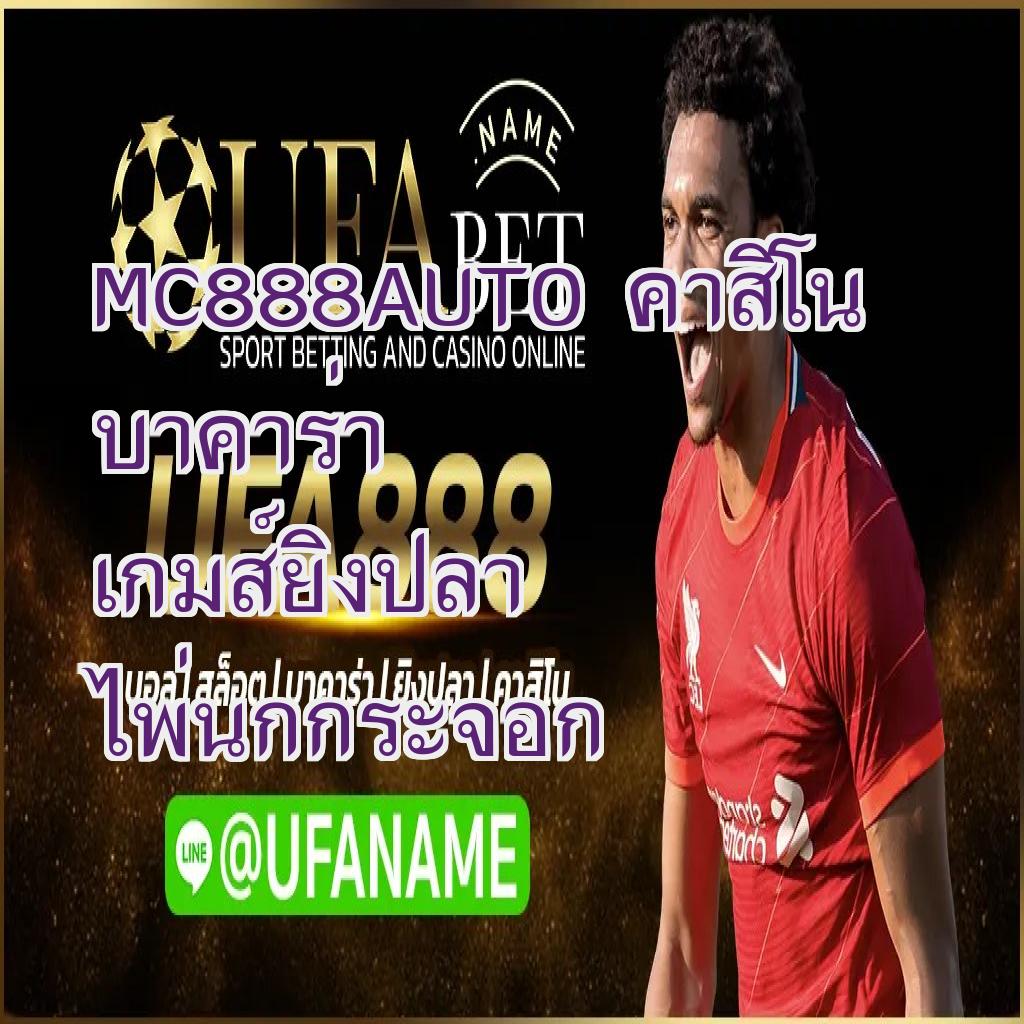 .NAME
UFA BET
MC888AUTO คาสิโน
SPORT BETTING AND CASINO ONLINE
บาคาร่า
UFA888
เกมส์ยิงปลา
บอล | สล็อต | บาคาร่า | ยิงปลา | คาสิโน
ไพ่นกกระจอก
LINE @UFANAME